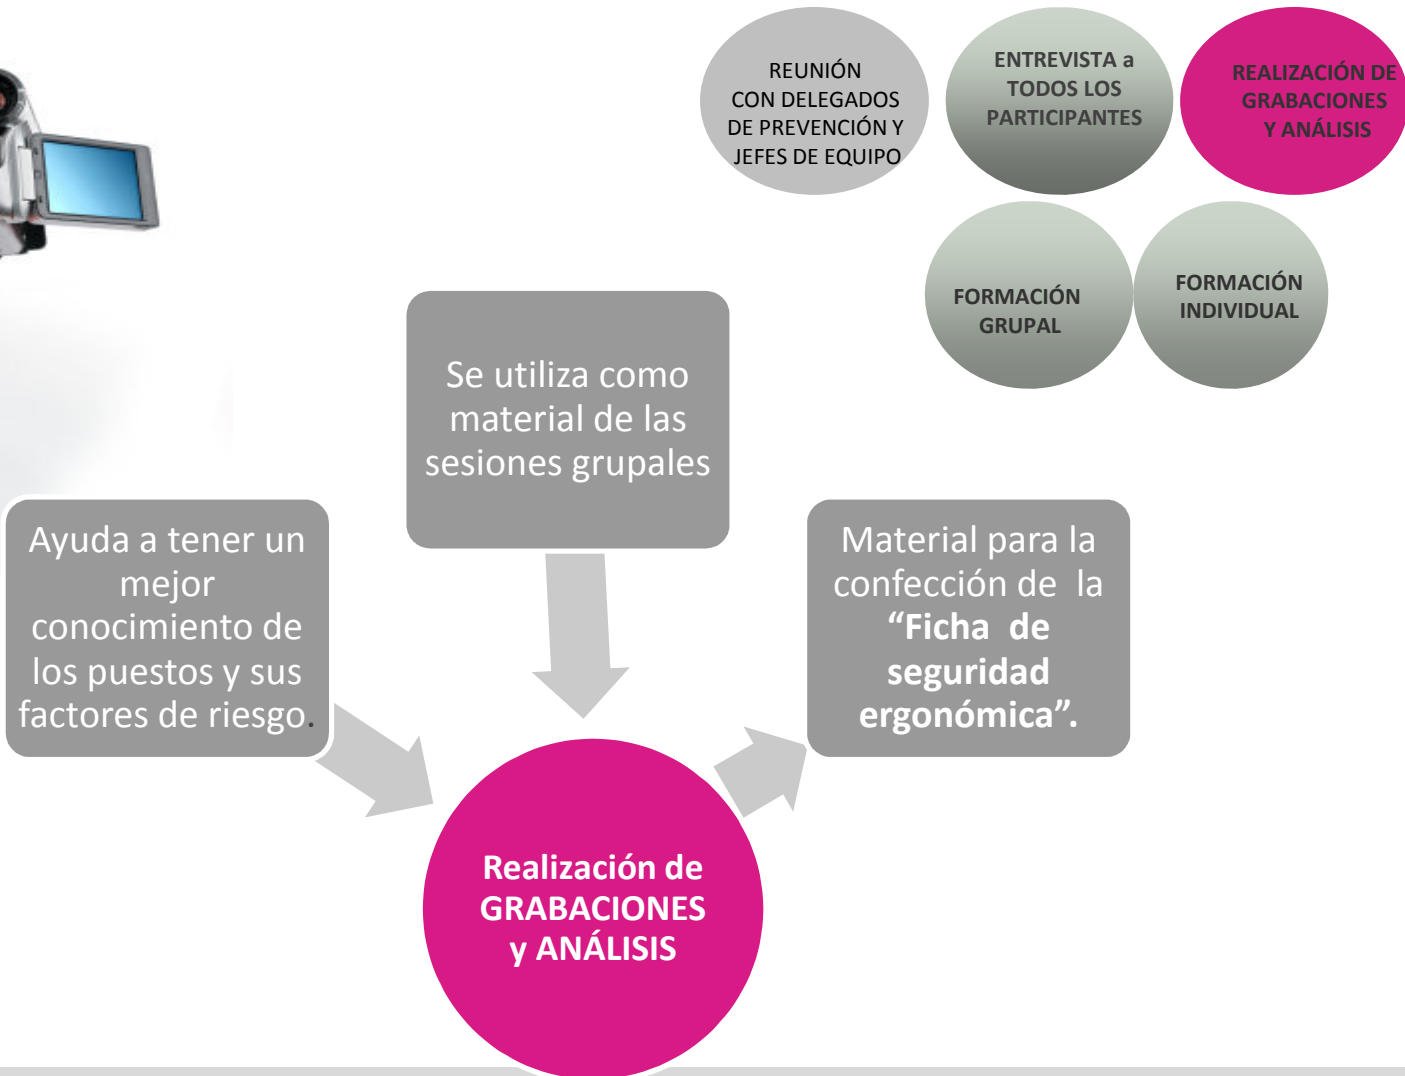 REUNIÓN
CON DELEGADOS
DE PREVENCIÓN Y
JEFES DE EQUIPO
ENTREVISTA a
TODOS LOS
PARTICIPANTES
REALIZACIÓN DE
GRABACIONES
Y ANÁLISIS
FORMACIÓN
GRUPAL
FORMACIÓN
INDIVIDUAL
Se utiliza como
material de las
sesiones grupales
Ayuda a tener un
mejor
conocimiento de
los puestos y sus
factores de riesgo.
Material para la
confección de  la
“Ficha  de
seguridad
ergonómica”.
Realización de
GRABACIONES
y ANÁLISIS